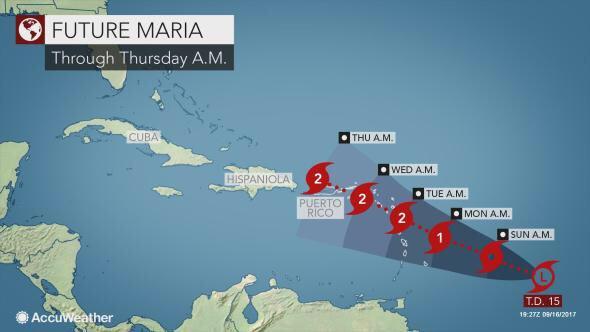 FUTURE MARIA
Through Thursday A.M.
CUBA
HISPANIOLA
PUERTO
RICO
THU A.M.
WED A.M.
TUE A.M.
MON A.M.
SUN A.M.
2
2
2
1
L
T.D. 15
19:27Z 09/16/2017
AccuWeather